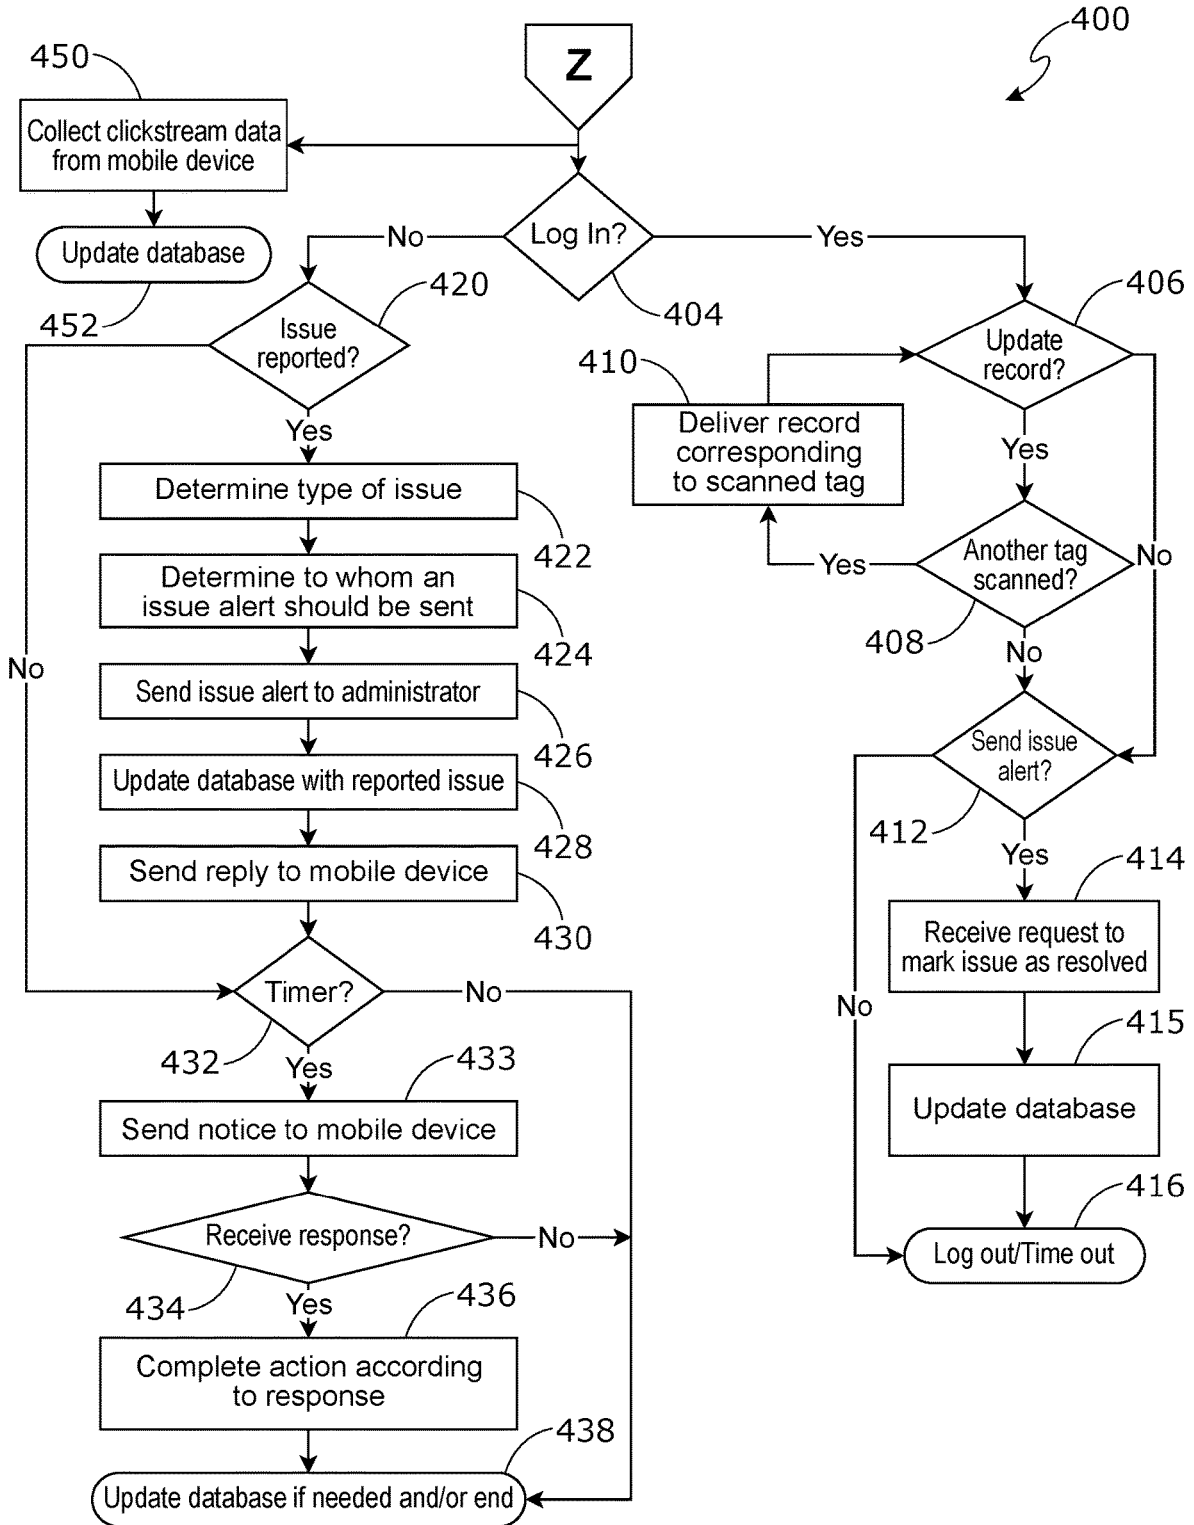 400
Z
450
Collect clickstream data
from mobile device
Update database
452
Log In?
404
No
Yes
420
Issue
reported?
Yes
No
Determine type of issue
422
Determine to whom an
issue alert should be sent
424
Send issue alert to administrator
426
Update database with reported issue
428
Send reply to mobile device
430
Timer?
432
No
Yes
433
Send notice to mobile device
Receive response?
434
No
Yes
436
Complete action according
to response
438
Update database if needed and/or end
406
Update
record?
Yes
No
410
Deliver record
corresponding
to scanned tag
Yes
Another tag
scanned?
408
No
Send issue
alert?
412
Yes
No
414
Receive request to
mark issue as resolved
415
Update database
416
Log out/Time out